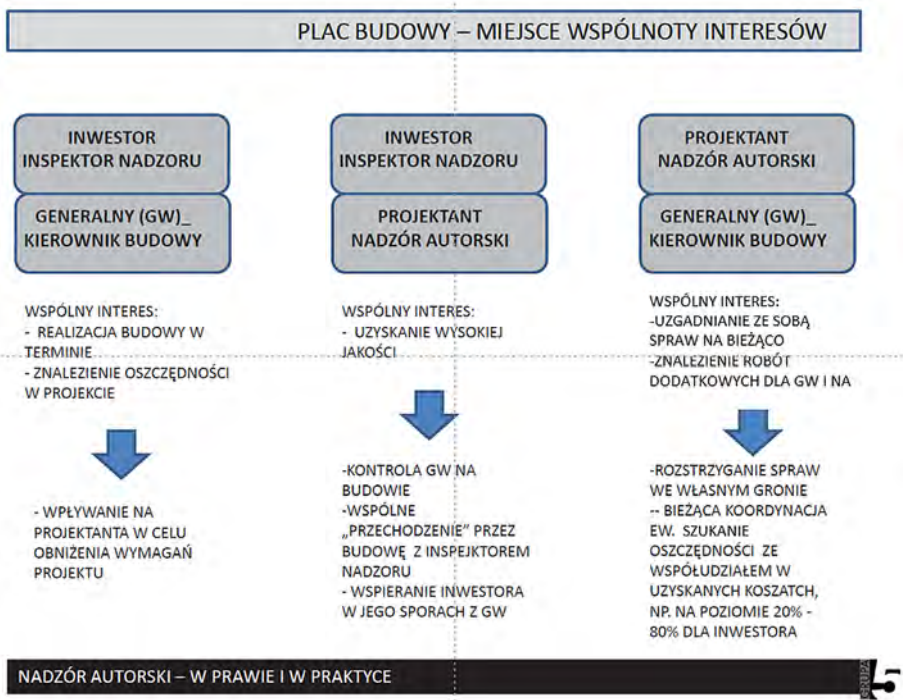 PLAC BUDOWY – MIEJSCE WSPÓLNOTY INTERESÓW
INWESTOR
INSPEKTOR NADZORU
GENERALNY (GW)_
KIEROWNIK BUDOWY
WSPÓLNY INTERES:
- REALIZACJA BUDOWY W
TERMINIE
- ZNALEZIENIE OSZCZĘDNOŚCI
W PROJEKCIE
- WPŁYWANIE NA
PROJEKTANTA W CELU
OBNIŻENIA WYMAGAŃ
PROJEKTU
INWESTOR
INSPEKTOR NADZORU
PROJEKTANT
NADZÓR AUTORSKI
WSPÓLNY INTERES:
- UZYSKANIE WYSOKIEJ
JAKOŚCI
-KONTROLA GW NA
BUDOWIE
-WSPÓLNE
„PRZECHODZENIE” PRZEZ
BUDOWĘ Z INSPEJKTOREM
NADZORU
- WSPIERANIE INWESTORA
W JEGO SPORACH Z GW
PROJEKTANT
NADZÓR AUTORSKI
GENERALNY (GW)_
KIEROWNIK BUDOWY
WSPÓLNY INTERES:
-UZGADNIANIE ZE SOBĄ
SPRAW NA BIEŻĄCO
-ZNALEZIENIE ROBÓT
DODATKOWYCH DLA GW I NA
-ROZSTRZYGANIE SPRAW
WE WŁASNYM GRONIE
-- BIEŻĄCA KOORDYNACJA
EW. SZUKANIE
OSZCZĘDNOŚCI ZE
WSPÓŁUDZIAŁEM W
UZYSKANYCH KOSZATCH,
NP. NA POZIOMIE 20% -
80% DLA INWESTORA
NADZÓR AUTORSKI – W PRAWIE I W PRAKTYCE
GRUPA 5